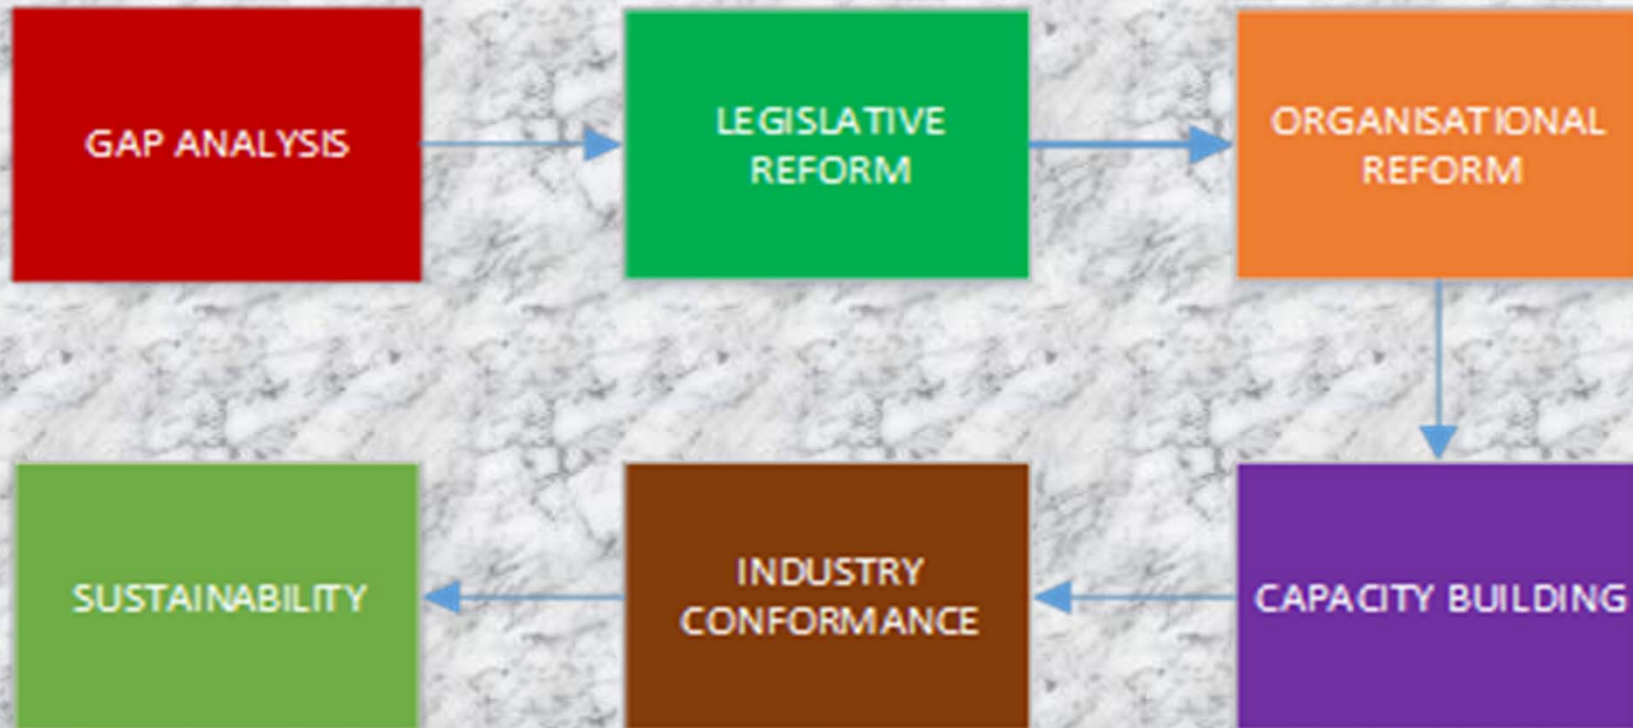 GAP ANALYSIS
LEGISLATIVE
REFORM
ORGANISATIONAL
REFORM
SUSTAINABILITY
INDUSTRY
CONFORMANCE
CAPACITY BUILDING